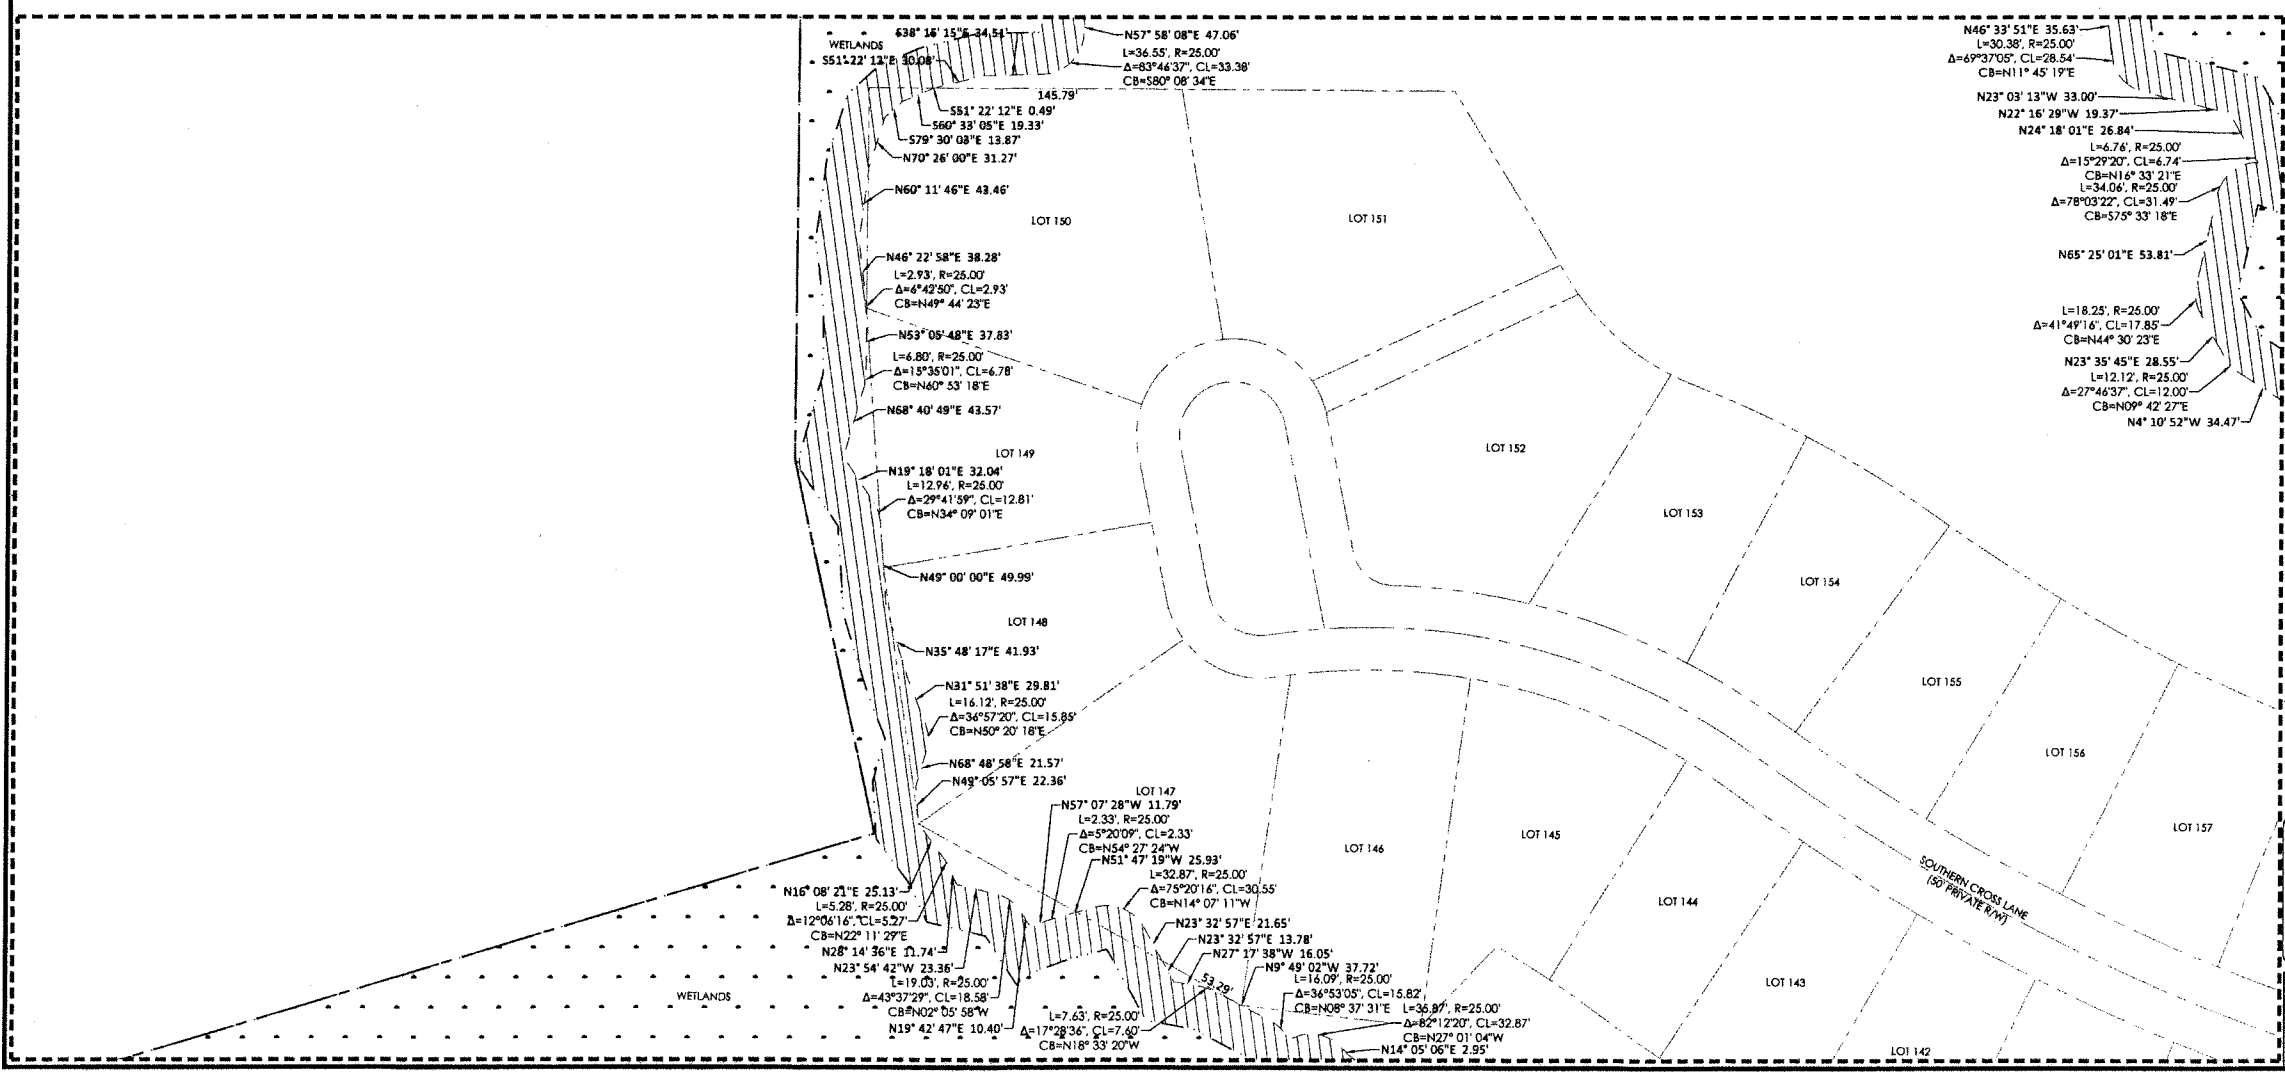 S38° 15' 15"E 34.51'
WETLANDS
S51° 22' 12"E 30.08'
N57° 58' 08"E 47.06'
L=36.55', R=25.00'
Δ=83°46'37", CL=33.38'
CB=S80° 08' 34"E
145.79'
S51° 22' 12"E 0.49'
S60° 33' 05"E 19.33'
S79° 30' 03"E 13.87'
N70° 26' 00"E 31.27'
N60° 11' 46"E 43.46'
N46° 22' 58"E 38.28'
L=2.93', R=25.00'
Δ=6°42'50", CL=2.93'
CB=N49° 44' 23"E
N53° 05' 48"E 37.83'
L=6.80', R=25.00'
Δ=15°35'01", CL=6.78'
CB=N60° 53' 18"E
N68° 40' 49"E 43.57'
LOT 149
N19° 18' 01"E 32.04'
L=12.96', R=25.00'
Δ=29°41'59", CL=12.81'
CB=N34° 09' 01"E
N49° 00' 00"E 49.99'
LOT 148
N35° 48' 17"E 41.93'
N31° 51' 38"E 29.81'
L=16.12', R=25.00'
Δ=36°57'20", CL=15.85'
CB=N50° 20' 18"E
N68° 48' 58"E 21.57'
N49° 05' 57"E 22.36'
LOT 150
LOT 151
LOT 152
LOT 153
LOT 154
LOT 155
LOT 156
LOT 157
N46° 33' 51"E 35.63'
L=30.38', R=25.00'
Δ=69°37'05", CL=28.54'
CB=N11° 45' 19"E
N23° 03' 13"W 33.00'
N22° 16' 29"W 19.37'
N24° 18' 01"E 26.84'
L=6.76', R=25.00'
Δ=15°29'20", CL=6.74'
CB=N16° 33' 21"E
L=34.06', R=25.00'
Δ=78°03'22", CL=31.49'
CB=S75° 33' 18"E
N65° 25' 01"E 53.81'
L=18.25', R=25.00'
Δ=41°49'16", CL=17.85'
CB=N44° 30' 23"E
N23° 35' 45"E 28.55'
L=12.12', R=25.00'
Δ=27°46'37", CL=12.00'
CB=N09° 42' 27"E
N4° 10' 52"W 34.47'
LOT 147
N57° 07' 28"W 11.79'
L=2.33', R=25.00'
Δ=5°20'09", CL=2.33'
CB=N54° 27' 24"W
N51° 47' 19"W 25.93'
L=32.87', R=25.00'
Δ=75°20'16", CL=30.55'
CB=N14° 07' 11"W
N23° 32' 57"E 21.65'
N23° 32' 57"E 13.78'
N27° 17' 38"W 16.05'
N9° 49' 02"W 37.72'
L=16.09', R=25.00'
Δ=36°53'05", CL=15.82'
CB=N08° 37' 31"E
L=35.87', R=25.00'
Δ=82°12'20", CL=32.87'
CB=N27° 01' 04"W
N14° 05' 06"E 2.95'
53.29'
N16° 08' 21"E 25.13'
L=5.28', R=25.00'
Δ=12°06'16", CL=5.27'
CB=N22° 11' 29"E
N28° 14' 36"E 11.74'
N23° 54' 42"W 23.36'
L=19.03', R=25.00'
Δ=43°37'29", CL=18.58'
CB=N02° 05' 58"W
N19° 42' 47"E 10.40'
L=7.63', R=25.00'
Δ=17°28'36", CL=7.60'
CB=N18° 33' 20"W
WETLANDS
LOT 146
LOT 145
LOT 144
LOT 143
LOT 142
SOUTHERN CROSS LANE
(50' PRIVATE R/W)